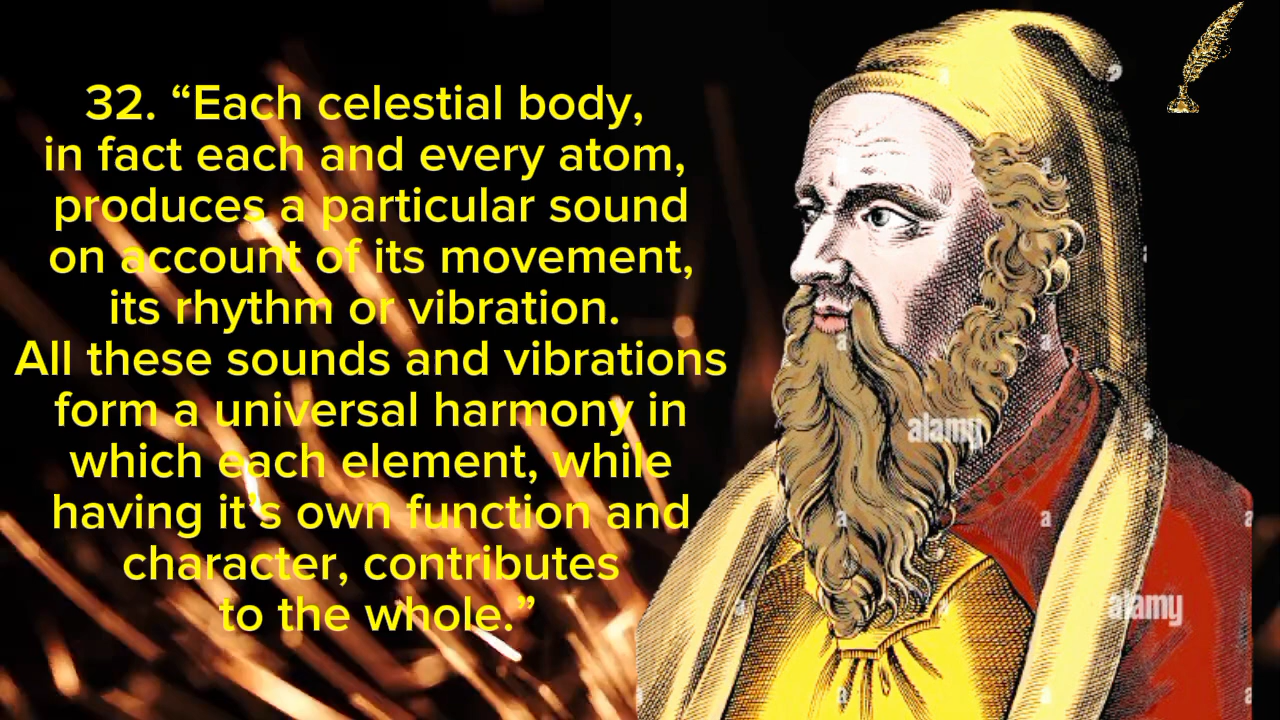 32. “Each celestial body,
in fact each and every atom,
produces a particular sound
on account of its movement,
its rhythm or vibration.
All these sounds and vibrations
form a universal harmony in
which each element, while
having it’s own function and
character, contributes
to the whole.”
alamy
alamy
a
a
a
a
a
a
a
a
a
a
a
a